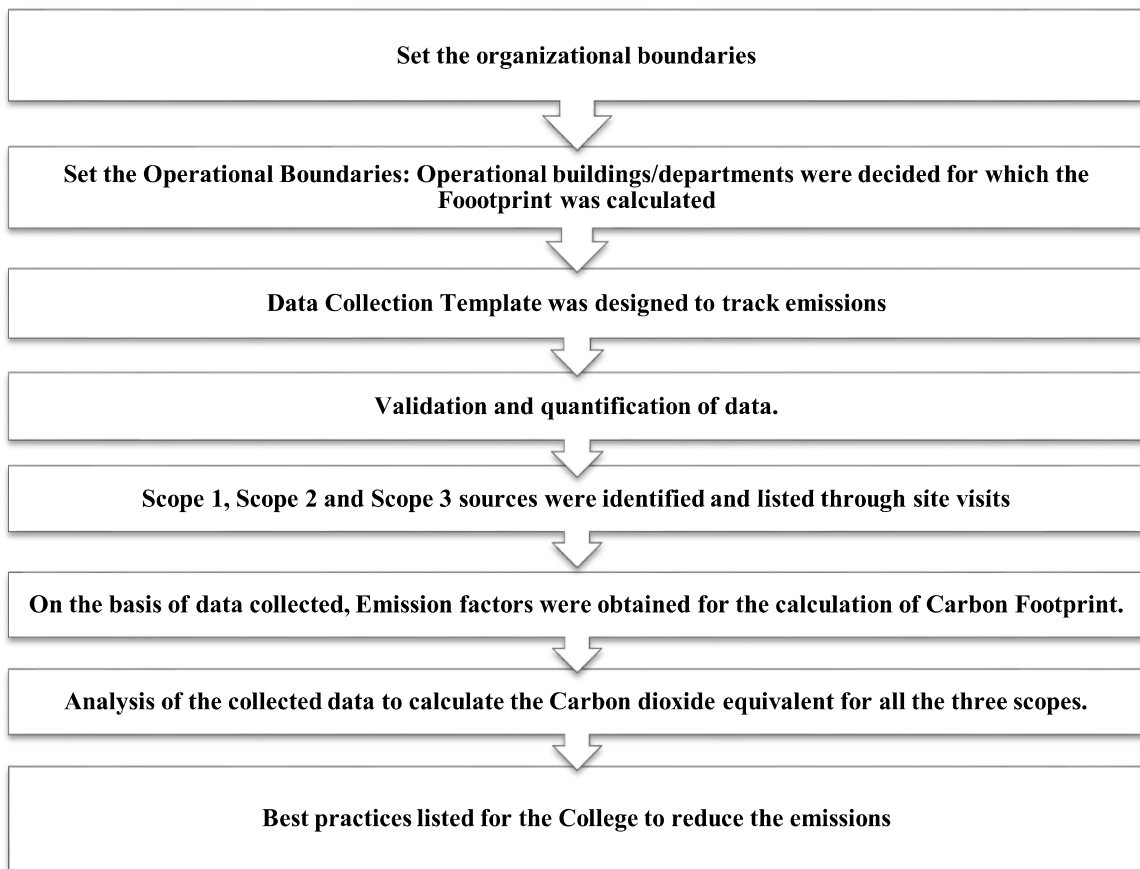 Set the organizational boundaries
Set the Operational Boundaries: Operational buildings/departments were decided for which the
Foootprint was calculated
Data Collection Template was designed to track emissions
Validation and quantification of data.
Scope 1, Scope 2 and Scope 3 sources were identified and listed through site visits
On the basis of data collected, Emission factors were obtained for the calculation of Carbon Footprint.
Analysis of the collected data to calculate the Carbon dioxide equivalent for all the three scopes.
Best practices listed for the College to reduce the emissions